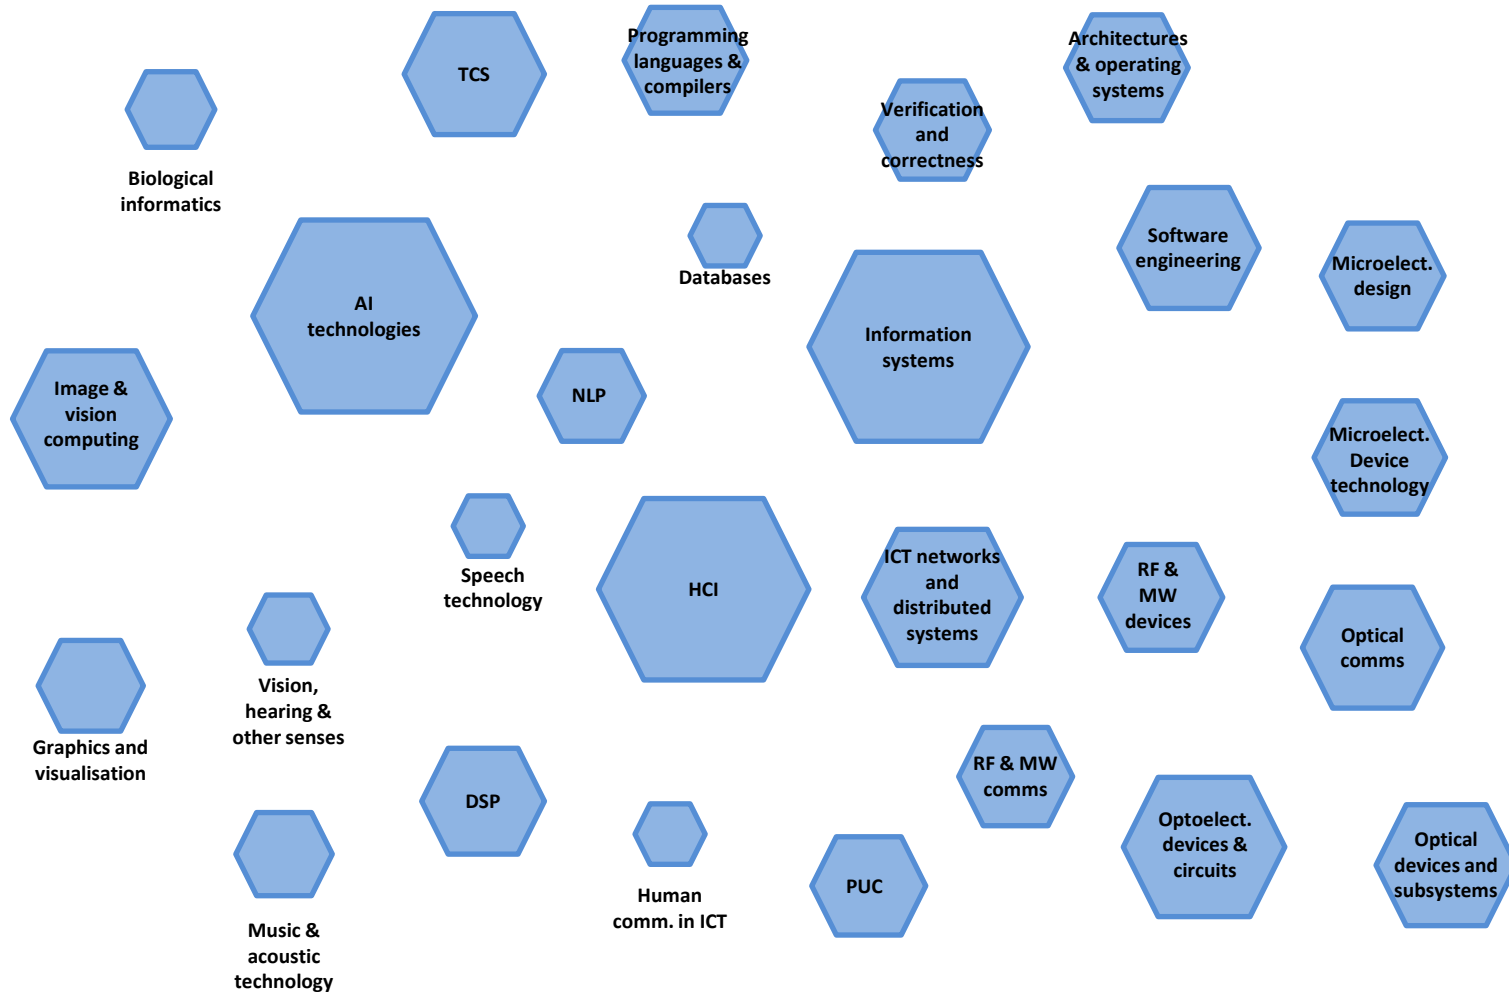 TCS
Programming
languages &
compilers
Architectures
& operating
systems
Verification
and
correctness
Biological
informatics
Databases
Software
engineering
Microelect.
design
AI
technologies
Information
systems
Image &
vision
computing
NLP
Microelect.
Device
technology
Speech
technology
HCI
ICT networks
and
distributed
systems
RF &
MW
devices
Optical
comms
Vision,
hearing &
other senses
Graphics and
visualisation
DSP
RF & MW
comms
Optoelect.
devices &
circuits
Optical
devices and
subsystems
Human
comm. in ICT
PUC
Music &
acoustic
technology